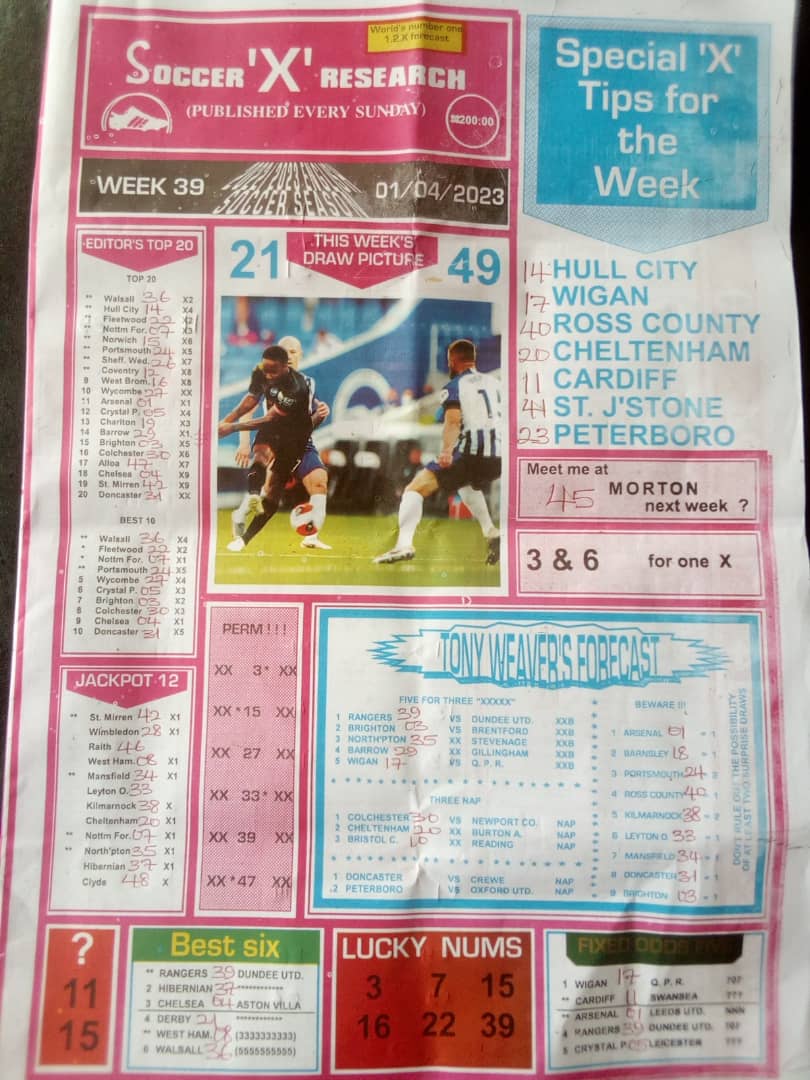 World's number one
1.2.X forecast
SOCCER 'X' RESEARCH
(PUBLISHED EVERY SUNDAY)
200:00
WEEK 39
SOCCER SEASON
01/04/2023
Special 'X'
Tips for
the
Week
EDITOR'S TOP 20
TOP 20
** Walsall 36 X2
** Hull City 14 X4
** Fleetwood 22 X2
** Nottm For. 07 X3
** Norwich 15 X6
** Portsmouth 24 X5
** Sheff. Wed. 26 X7
** Coventry 12 X8
9 West Brom. 16 X8
10 Wycombe 27 XX
11 Arsenal 01 X1
12 Crystal P. 05 X4
13 Charlton 19 X3
14 Barrow 29 X1
15 Brighton 03 X5
16 Colchester 30 X6
17 Alloa 47 X7
18 Chelsea 04 X9
19 St. Mirren 42 X9
20 Doncaster 31 XX
BEST 10
** Walsall 36 X4
* Fleetwood 22 X2
* Nottm For. 07 X1
** Portsmouth 24 X5
5 Wycombe 27 X4
6 Crystal P. 05 X3
7 Brighton 03 X2
8 Colchester 30 X3
9 Chelsea 04 X1
10 Doncaster 31 X5
21 THIS WEEK'S 49
DRAW PICTURE
14 HULL CITY
17 WIGAN
40 ROSS COUNTY
20 CHELTENHAM
11 CARDIFF
41 ST. J'STONE
23 PETERBORO
Meet me at
45 MORTON
next week ?
3 & 6 for one X
JACKPOT 12
** St. Mirren 42 X1
Wimbledon 28 X1
Raith 46
West Ham. 08 X1
** Mansfield 34 X1
Leyton O. 33
Kilmarnock 38 X
Cheltenham 20 X1
** Nottm For. 07 X1
** North'pton 35 X1
Hibernian 37 X1
Clyde 48 X
PERM!!!
XX 3* XX
XX *15 XX
XX 27 XX
XX 33* XX
XX 39 XX
XX *47 XX
TONY WEAVER'S FORECAST
FIVE FOR THREE "XXXXX"
1 RANGERS 39 VS DUNDEE UTD. XXB
2 BRIGHTON 03 VS BRENTFORD XXB
3 NORTH'PTON 35 XX STEVENAGE XXB
4 BARROW 29 XX GILLINGHAM XXB
5 WIGAN 17 VS Q. P. R. XXB
THREE NAP
1 COLCHESTER 30 VS NEWPORT CO. NAP
2 CHELTENHAM 20 XX BURTON A. NAP
3 BRISTOL C. 10 XX READING NAP
1 DONCASTER VS CREWE NAP
.2 PETERBORO VS OXFORD UTD. NAP
BEWARE !!!
1 ARSENAL 01 = 1
2 BARNSLEY 18 = 1
3 PORTSMOUTH 24 2
4 ROSS COUNTY 40 1
5 KILMARNOCK 38 = 2
6 LEYTON O. 33 1
7 MANSFIELD 34 = 1
8 DONCASTER 31 = 1
9 BRIGHTON 03 = 1
DON'T RULE OUT THE POSSIBILITY
OF AT LEAST TWO SURPRISE DRAWS
?
11
15
Best six
** RANGERS 39 DUNDEE UTD.
2 HIBERNIAN 37 ***********
3 CHELSEA 04 ASTON VILLA
4 DERBY 21 ***********
** WEST HAM. 08 (3333333333)
6 WALSALL 36 (5555555555)
LUCKY NUMS
3 7 15
16 22 39
FIXED ODDS FIVE
1 WIGAN 17 Q. P. R. ???
** CARDIFF 11 SWANSEA ???
** ARSENAL 01 LEEDS UTD. NNN
4 RANGERS 39 DUNDEE UTD. ???
5 CRYSTAL P. 05 LEICESTER ???